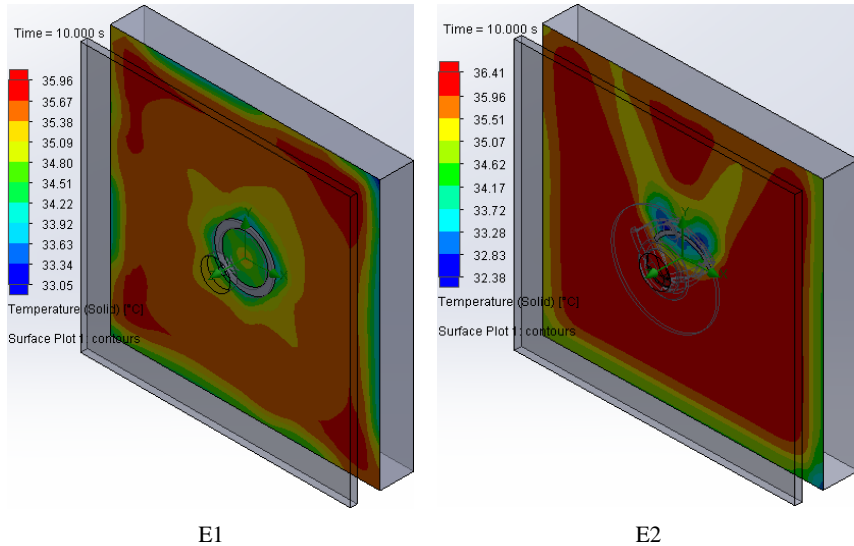 Time = 10.000 s
35.96
35.67
35.38
35.09
34.80
34.51
34.22
33.92
33.63
33.34
33.05
Temperature (Solid) [°C]
Surface Plot 1: contours
E1
Time = 10.000 s
36.41
35.96
35.51
35.07
34.62
34.17
33.72
33.28
32.83
32.38
Temperature (Solid) [°C]
Surface Plot 1: contours
E2